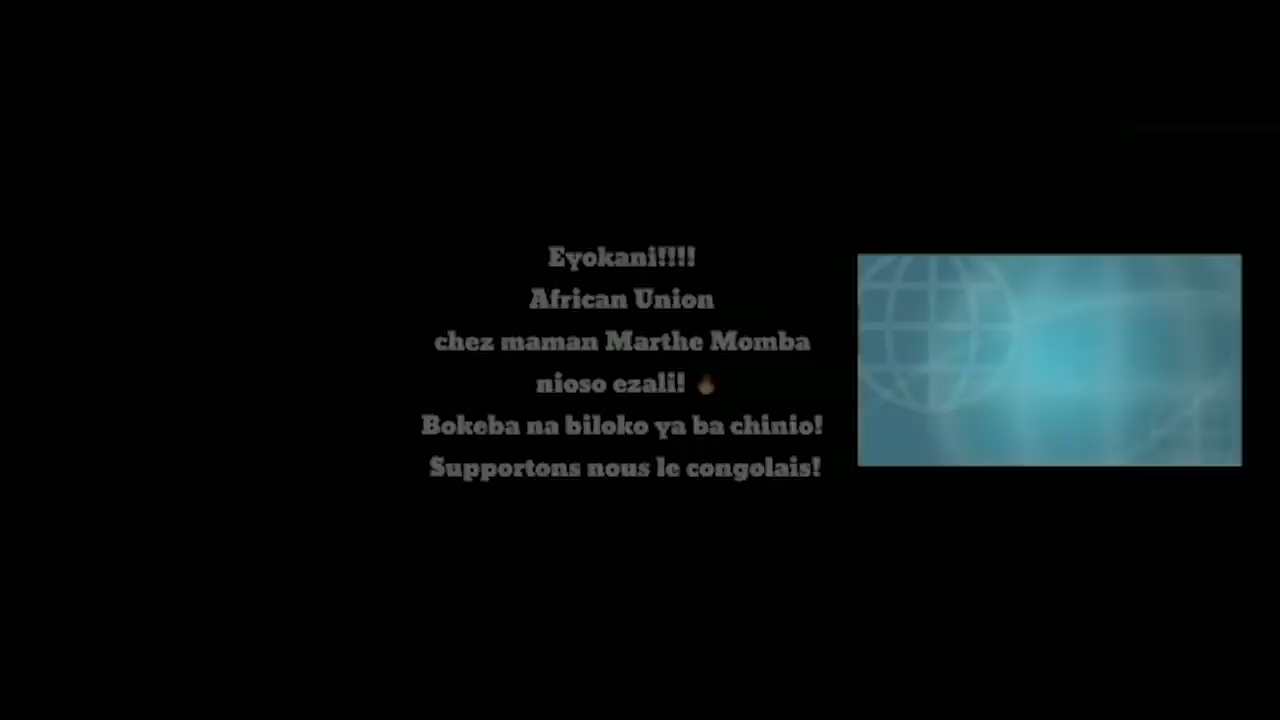 Eyokani!!!!
African Union
chez maman Marthe Momba
nioso ezali! 🔥
Bokeba na biloko ya ba chinio!
Supportons nous le congolais!